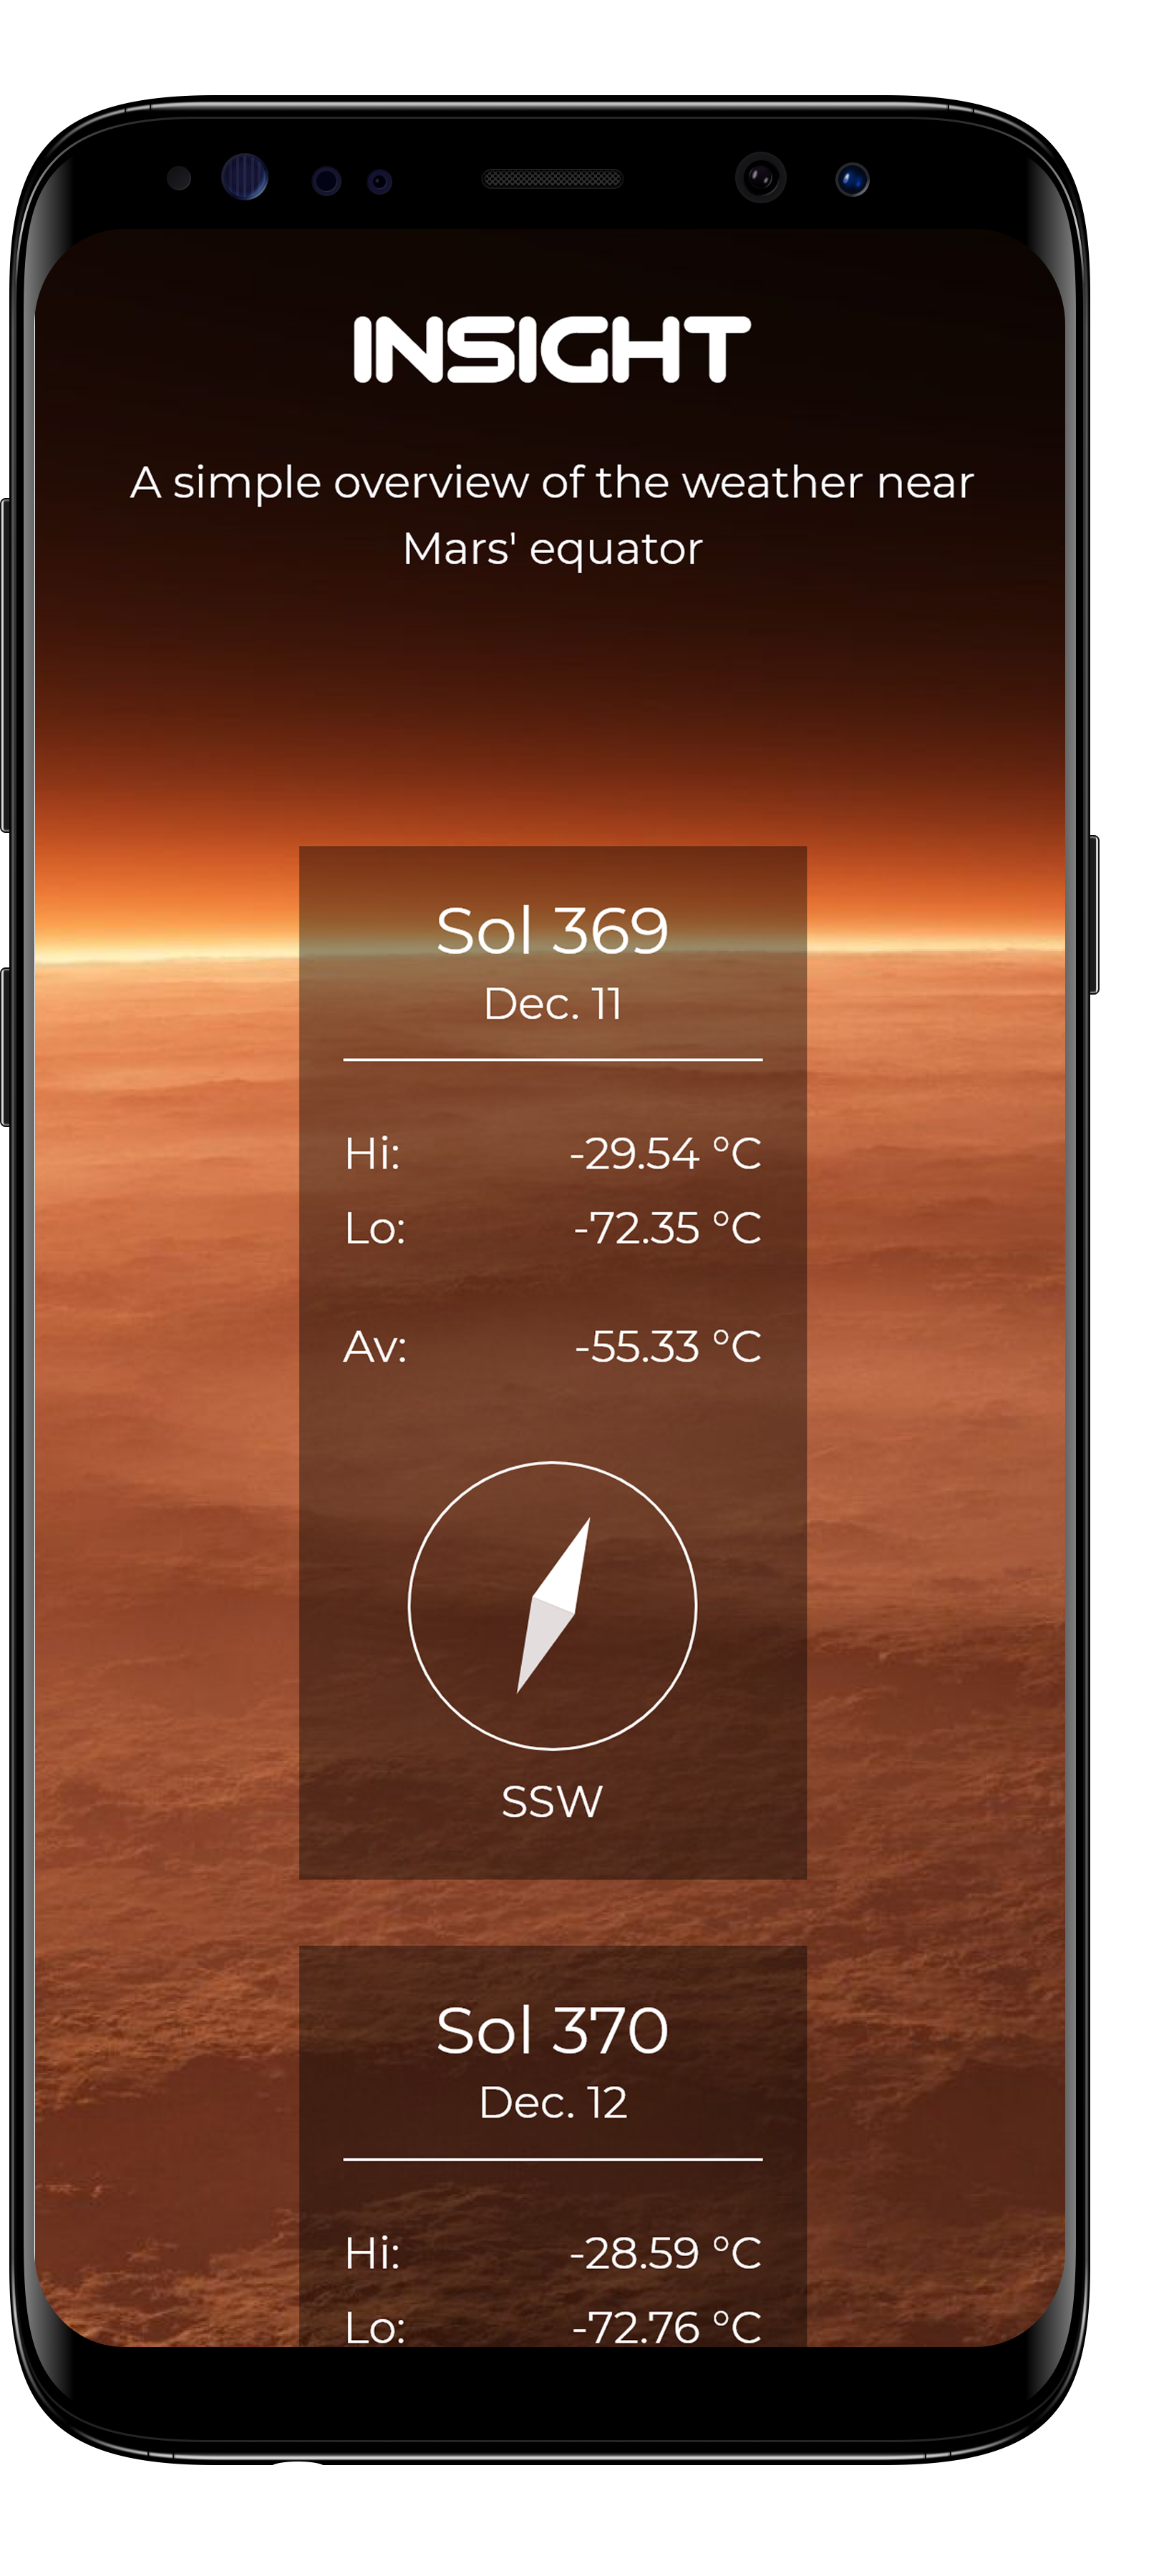 INSIGHT
A simple overview of the weather near
Mars' equator
Sol 369
Dec. 11
Hi: -29.54 °C
Lo: -72.35 °C
Av: -55.33 °C
SSW
Sol 370
Dec. 12
Hi: -28.59 °C
Lo: -72.76 °C